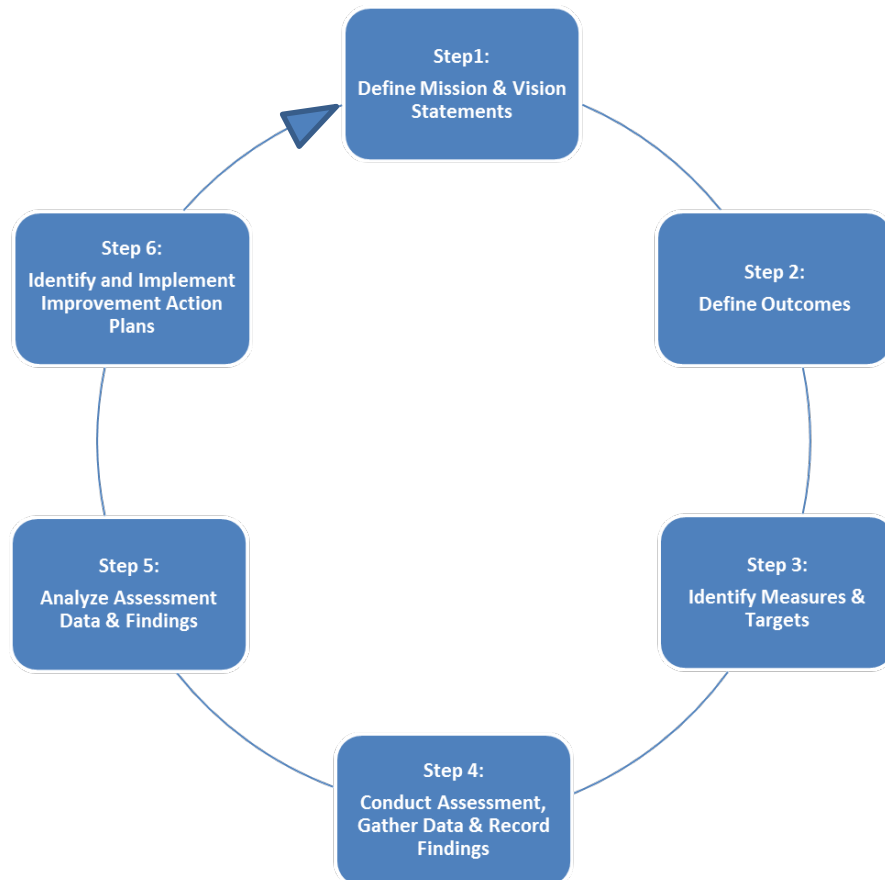 Step1:
Define Mission & Vision
Statements
Step 2:
Define Outcomes
Step 3:
Identify Measures &
Targets
Step 4:
Conduct Assessment,
Gather Data & Record
Findings
Step 5:
Analyze Assessment
Data & Findings
Step 6:
Identify and Implement
Improvement Action
Plans